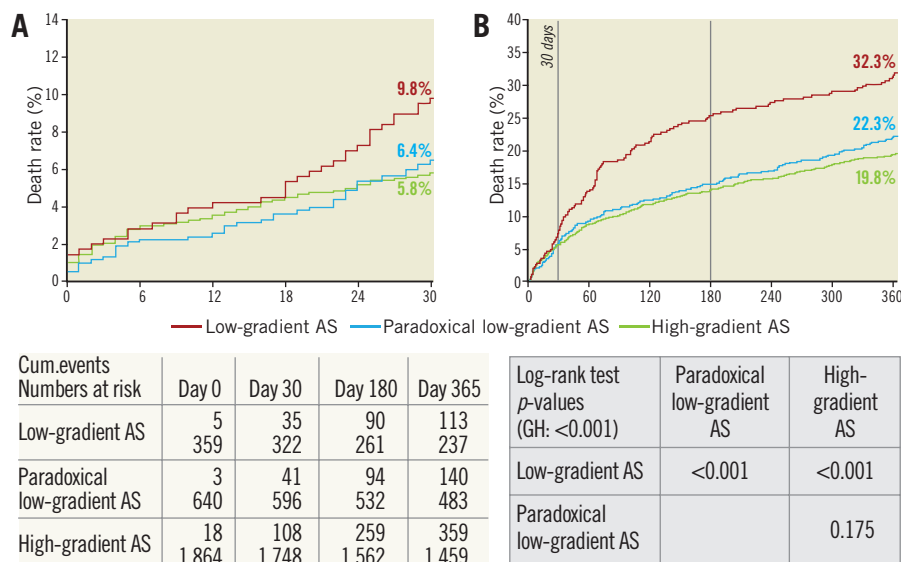 A
B
Death rate (%)
14
12
10
8
6
4
2
0
0 6 12 18 24 30
9.8%
6.4%
5.8%
Death rate (%)
40
35
30
25
20
15
10
5
0
0 60 120 180 240 300 360
30 days
32.3%
22.3%
19.8%
Low-gradient AS Paradoxical low-gradient AS High-gradient AS
Cum.events
Numbers at risk Day 0 Day 30 Day 180 Day 365
Low-gradient AS
5 35 90 113
359 322 261 237
Paradoxical 3 41 94 140
low-gradient AS 640 596 532 483
High-gradient AS
18 108 259 359
1,864 1,748 1,562 1,459
Log-rank test
p-values
(GH: <0.001)
Paradoxical
low-gradient
AS
High-
gradient
AS
Low-gradient AS <0.001 <0.001
Paradoxical
low-gradient AS
0.175